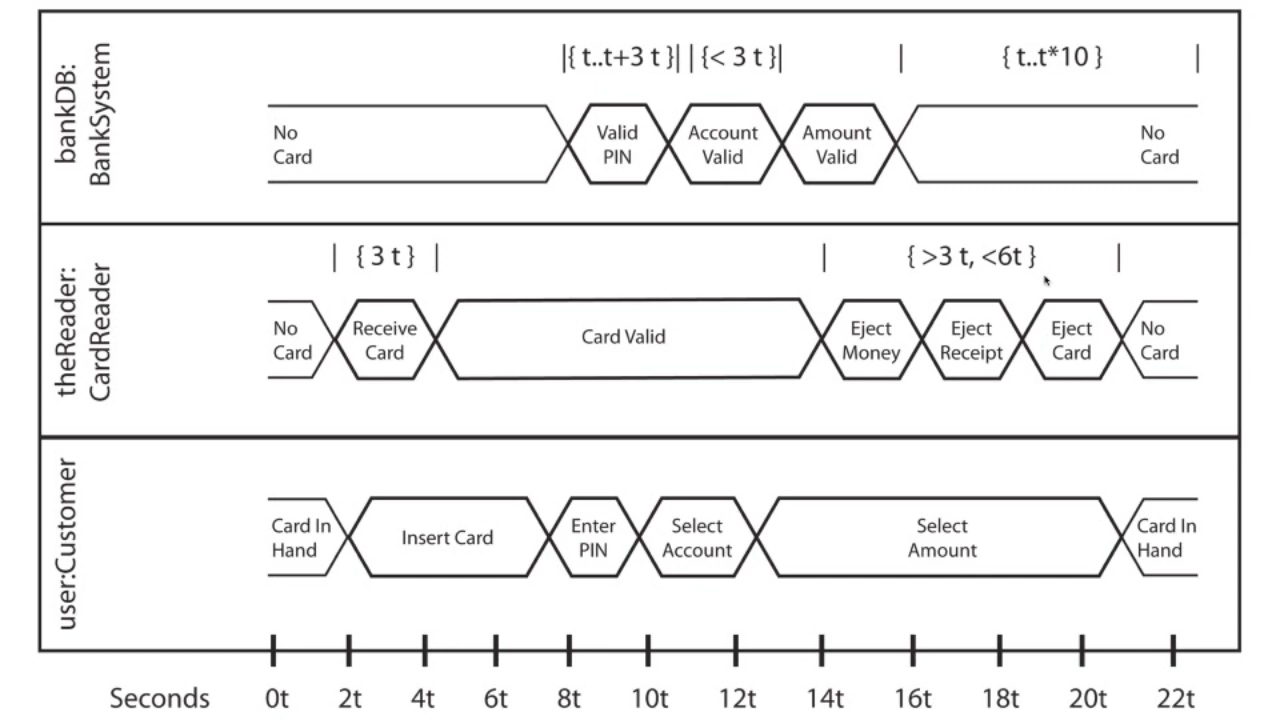 bankDB:
BankSystem
|{ t..t+3 t }| | {< 3 t }|
| { t..t*10 } |
No
Card
Valid
PIN
Account
Valid
Amount
Valid
No
Card
theReader:
CardReader
| { 3 t } |
| { >3 t, <6t } |
No
Card
Receive
Card
Card Valid
Eject
Money
Eject
Receipt
Eject
Card
No
Card
user:Customer
Card In
Hand
Insert Card
Enter
PIN
Select
Account
Select
Amount
Card In
Hand
Seconds 0t 2t 4t 6t 8t 10t 12t 14t 16t 18t 20t 22t